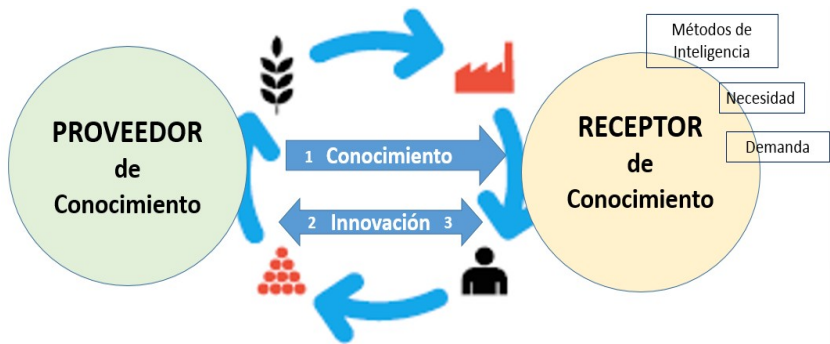 PROVEEDOR
de
Conocimiento
1 Conocimiento
2 Innovación 3
RECEPTOR
de
Conocimiento
Métodos de
Inteligencia
Necesidad
Demanda